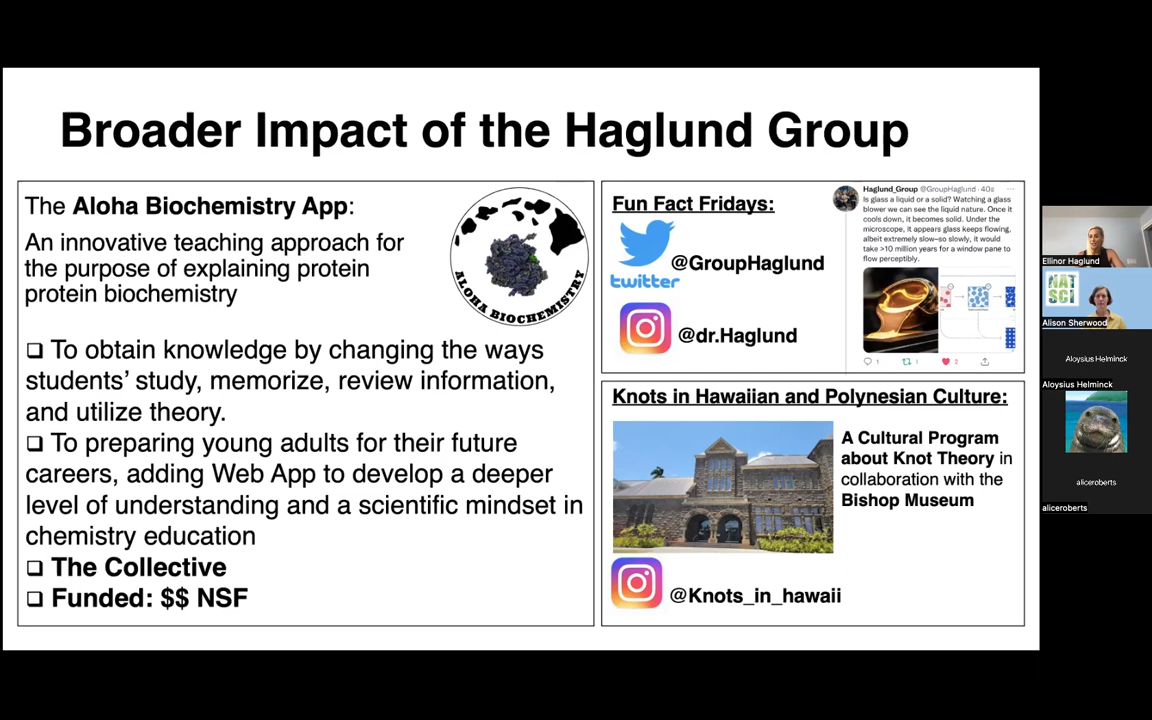 Broader Impact of the Haglund Group
The Aloha Biochemistry App:
An innovative teaching approach for
the purpose of explaining protein
protein biochemistry
ALOHA BIOCHEMISTRY
❑ To obtain knowledge by changing the ways
students’ study, memorize, review information,
and utilize theory.
❑ To preparing young adults for their future
careers, adding Web App to develop a deeper
level of understanding and a scientific mindset in
chemistry education
❑ The Collective
❑ Funded: $$ NSF
Fun Fact Fridays:
twitter
@GroupHaglund
@dr.Haglund
Haglund_Group @GroupHaglund · 40s
Is glass a liquid or a solid? Watching a glass
blower we can see the liquid nature. Once it
cools down, it becomes solid. Under the
microscope, it appears glass keeps flowing,
albeit extremely slow–so slowly, it would
take >10 million years for a window pane to
flow perceptibly.
1 1 2
Knots in Hawaiian and Polynesian Culture:
A Cultural Program
about Knot Theory in
collaboration with the
Bishop Museum
@Knots_in_hawaii
Ellinor Haglund
NAT
SCI
Alison Sherwood
Aloysius Helminck
Aloysius Helminck
aliceroberts
aliceroberts